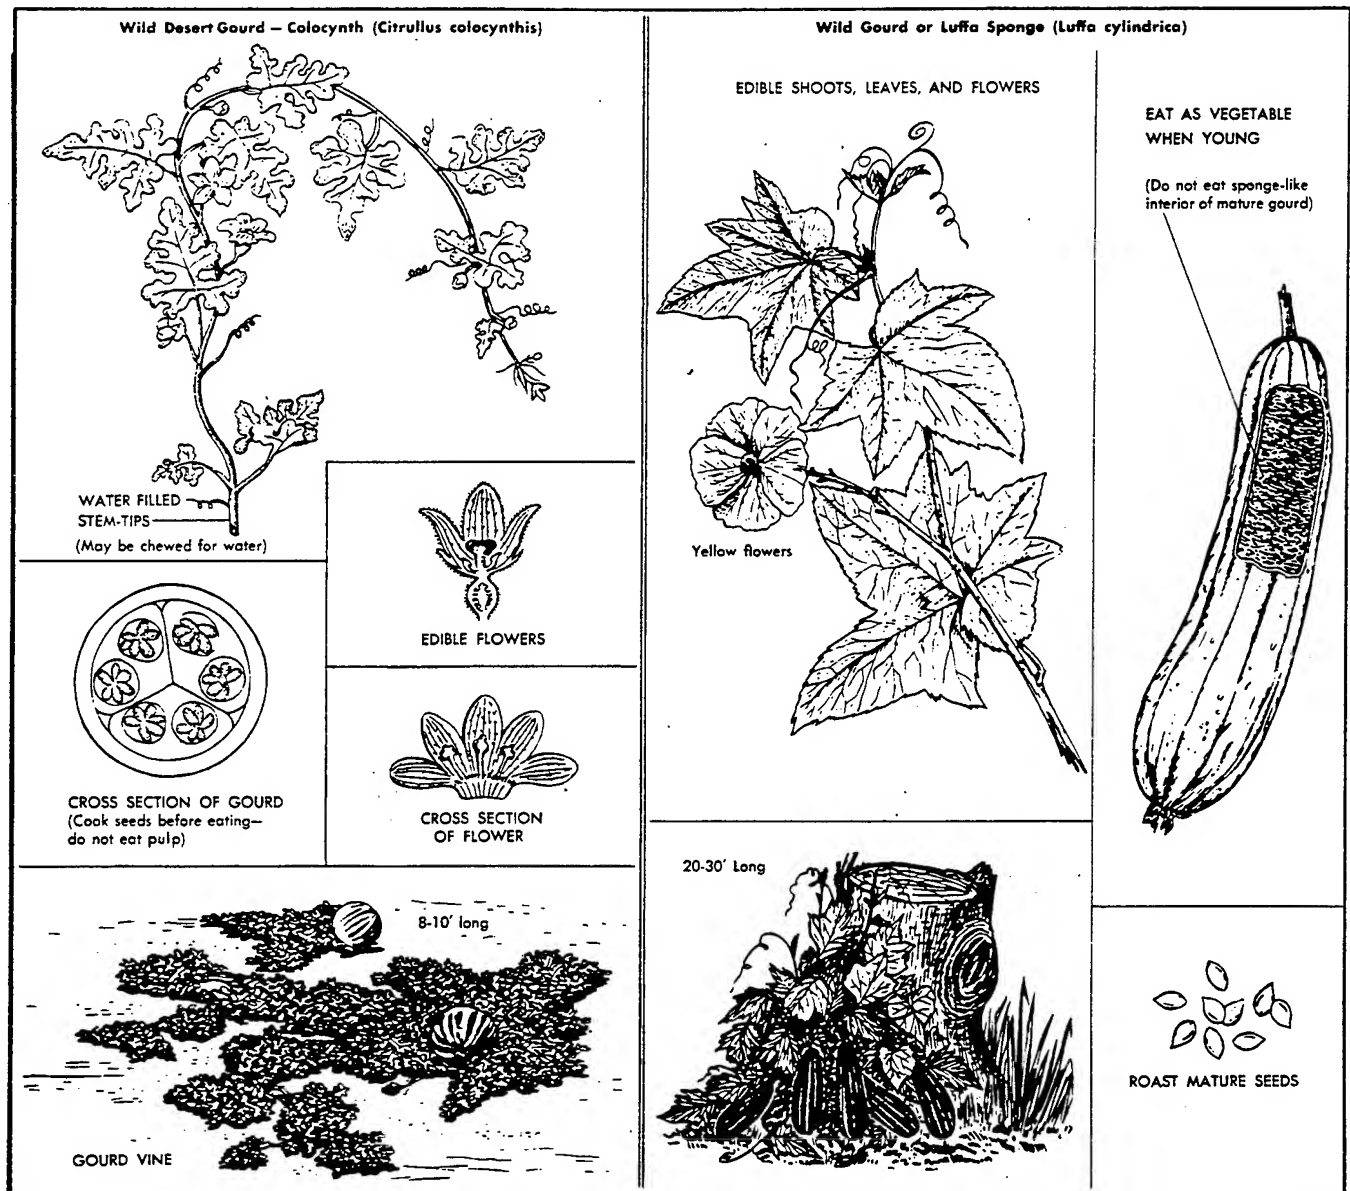 Wild Desert Gourd – Colocynth (Citrullus colocynthis)
WATER FILLED
STEM-TIPS
(May be chewed for water)
EDIBLE FLOWERS
CROSS SECTION OF GOURD
(Cook seeds before eating—
do not eat pulp)
CROSS SECTION
OF FLOWER
8-10′ long
GOURD VINE
Wild Gourd or Luffa Sponge (Luffa cylindrica)
EDIBLE SHOOTS, LEAVES, AND FLOWERS
Yellow flowers
EAT AS VEGETABLE
WHEN YOUNG
(Do not eat sponge-like
interior of mature gourd)
20-30′ Long
ROAST MATURE SEEDS